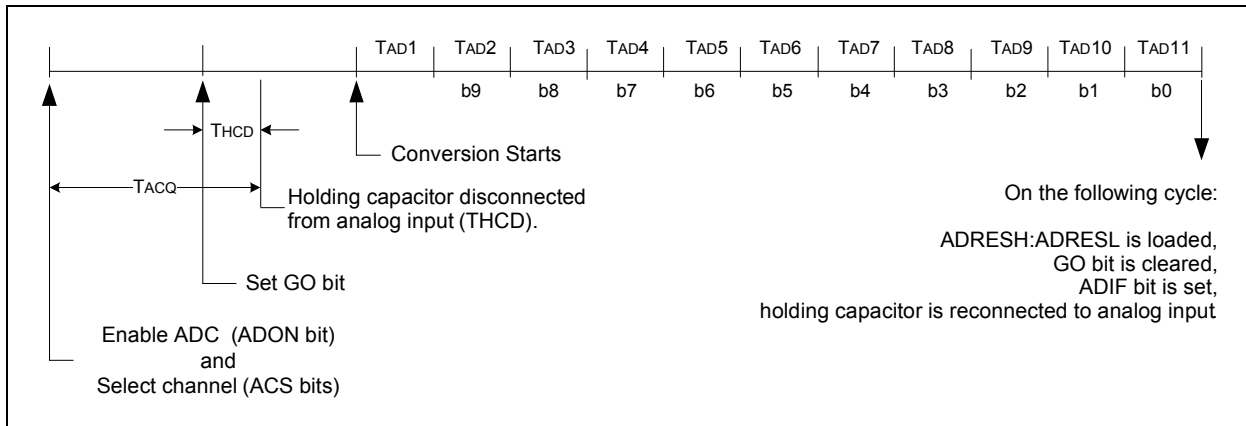 TAD1 TAD2 TAD3 TAD4 TAD5 TAD6 TAD7 TAD8 TAD9 TAD10 TAD11
b9 b8 b7 b6 b5 b4 b3 b2 b1 b0
THCD
Conversion Starts
TACQ
Holding capacitor disconnected
from analog input (THCD).
On the following cycle:
ADRESH:ADRESL is loaded,
GO bit is cleared,
ADIF bit is set,
holding capacitor is reconnected to analog input.
Set GO bit
Enable ADC (ADON bit)
and
Select channel (ACS bits)